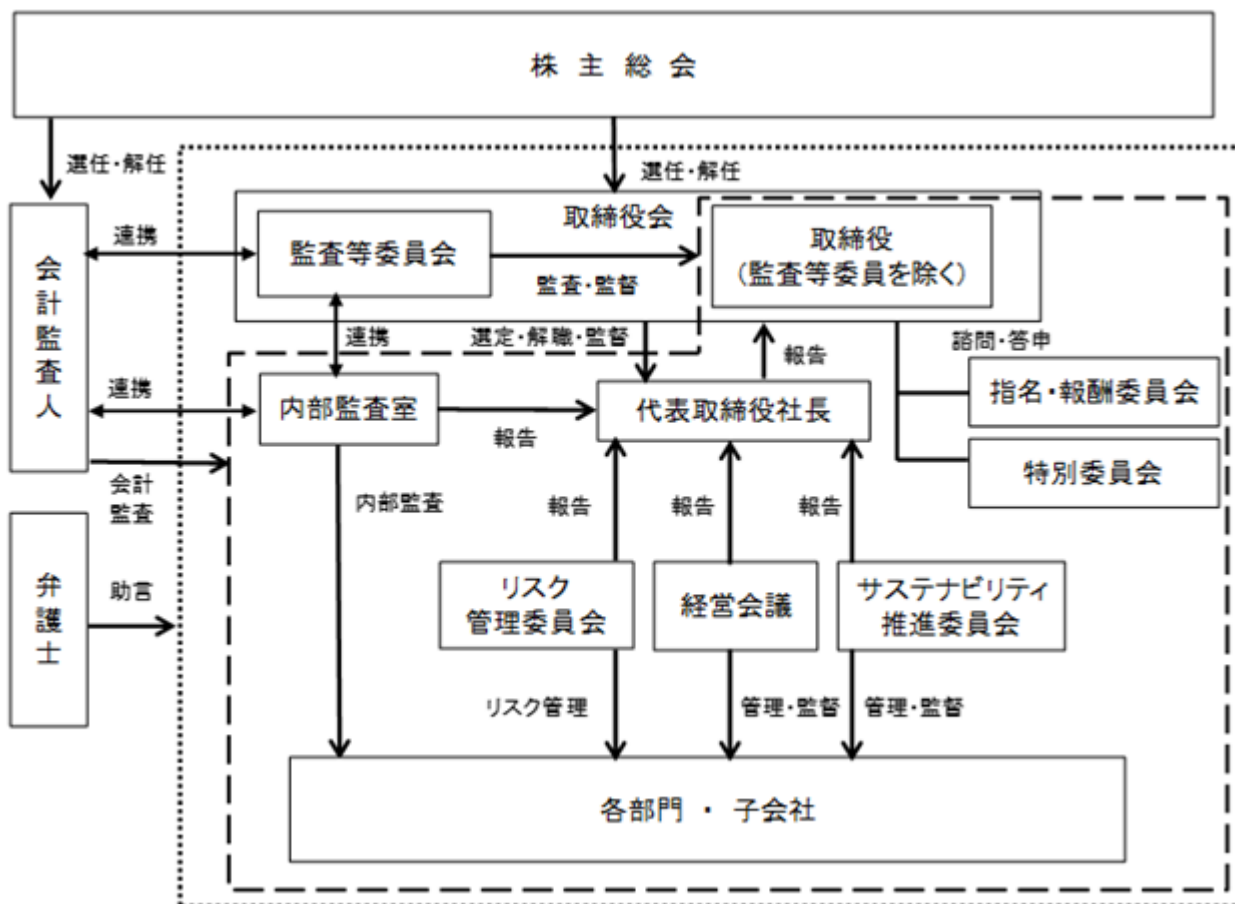 株 主 総 会
選任・解任
選任・解任
取締役会
監査等委員会
取締役
(監査等委員を除く)
連携
監査・監督
会計監査人
連携
選定・解職・監督
報告
諮問・答申
指名・報酬委員会
連携
内部監査室
報告
代表取締役社長
特別委員会
会計
監査
内部監査
報告
報告
報告
弁護士
助言
リスク
管理委員会
経営会議
サステナビリティ
推進委員会
リスク管理
管理・監督
管理・監督
各部門 ・ 子会社